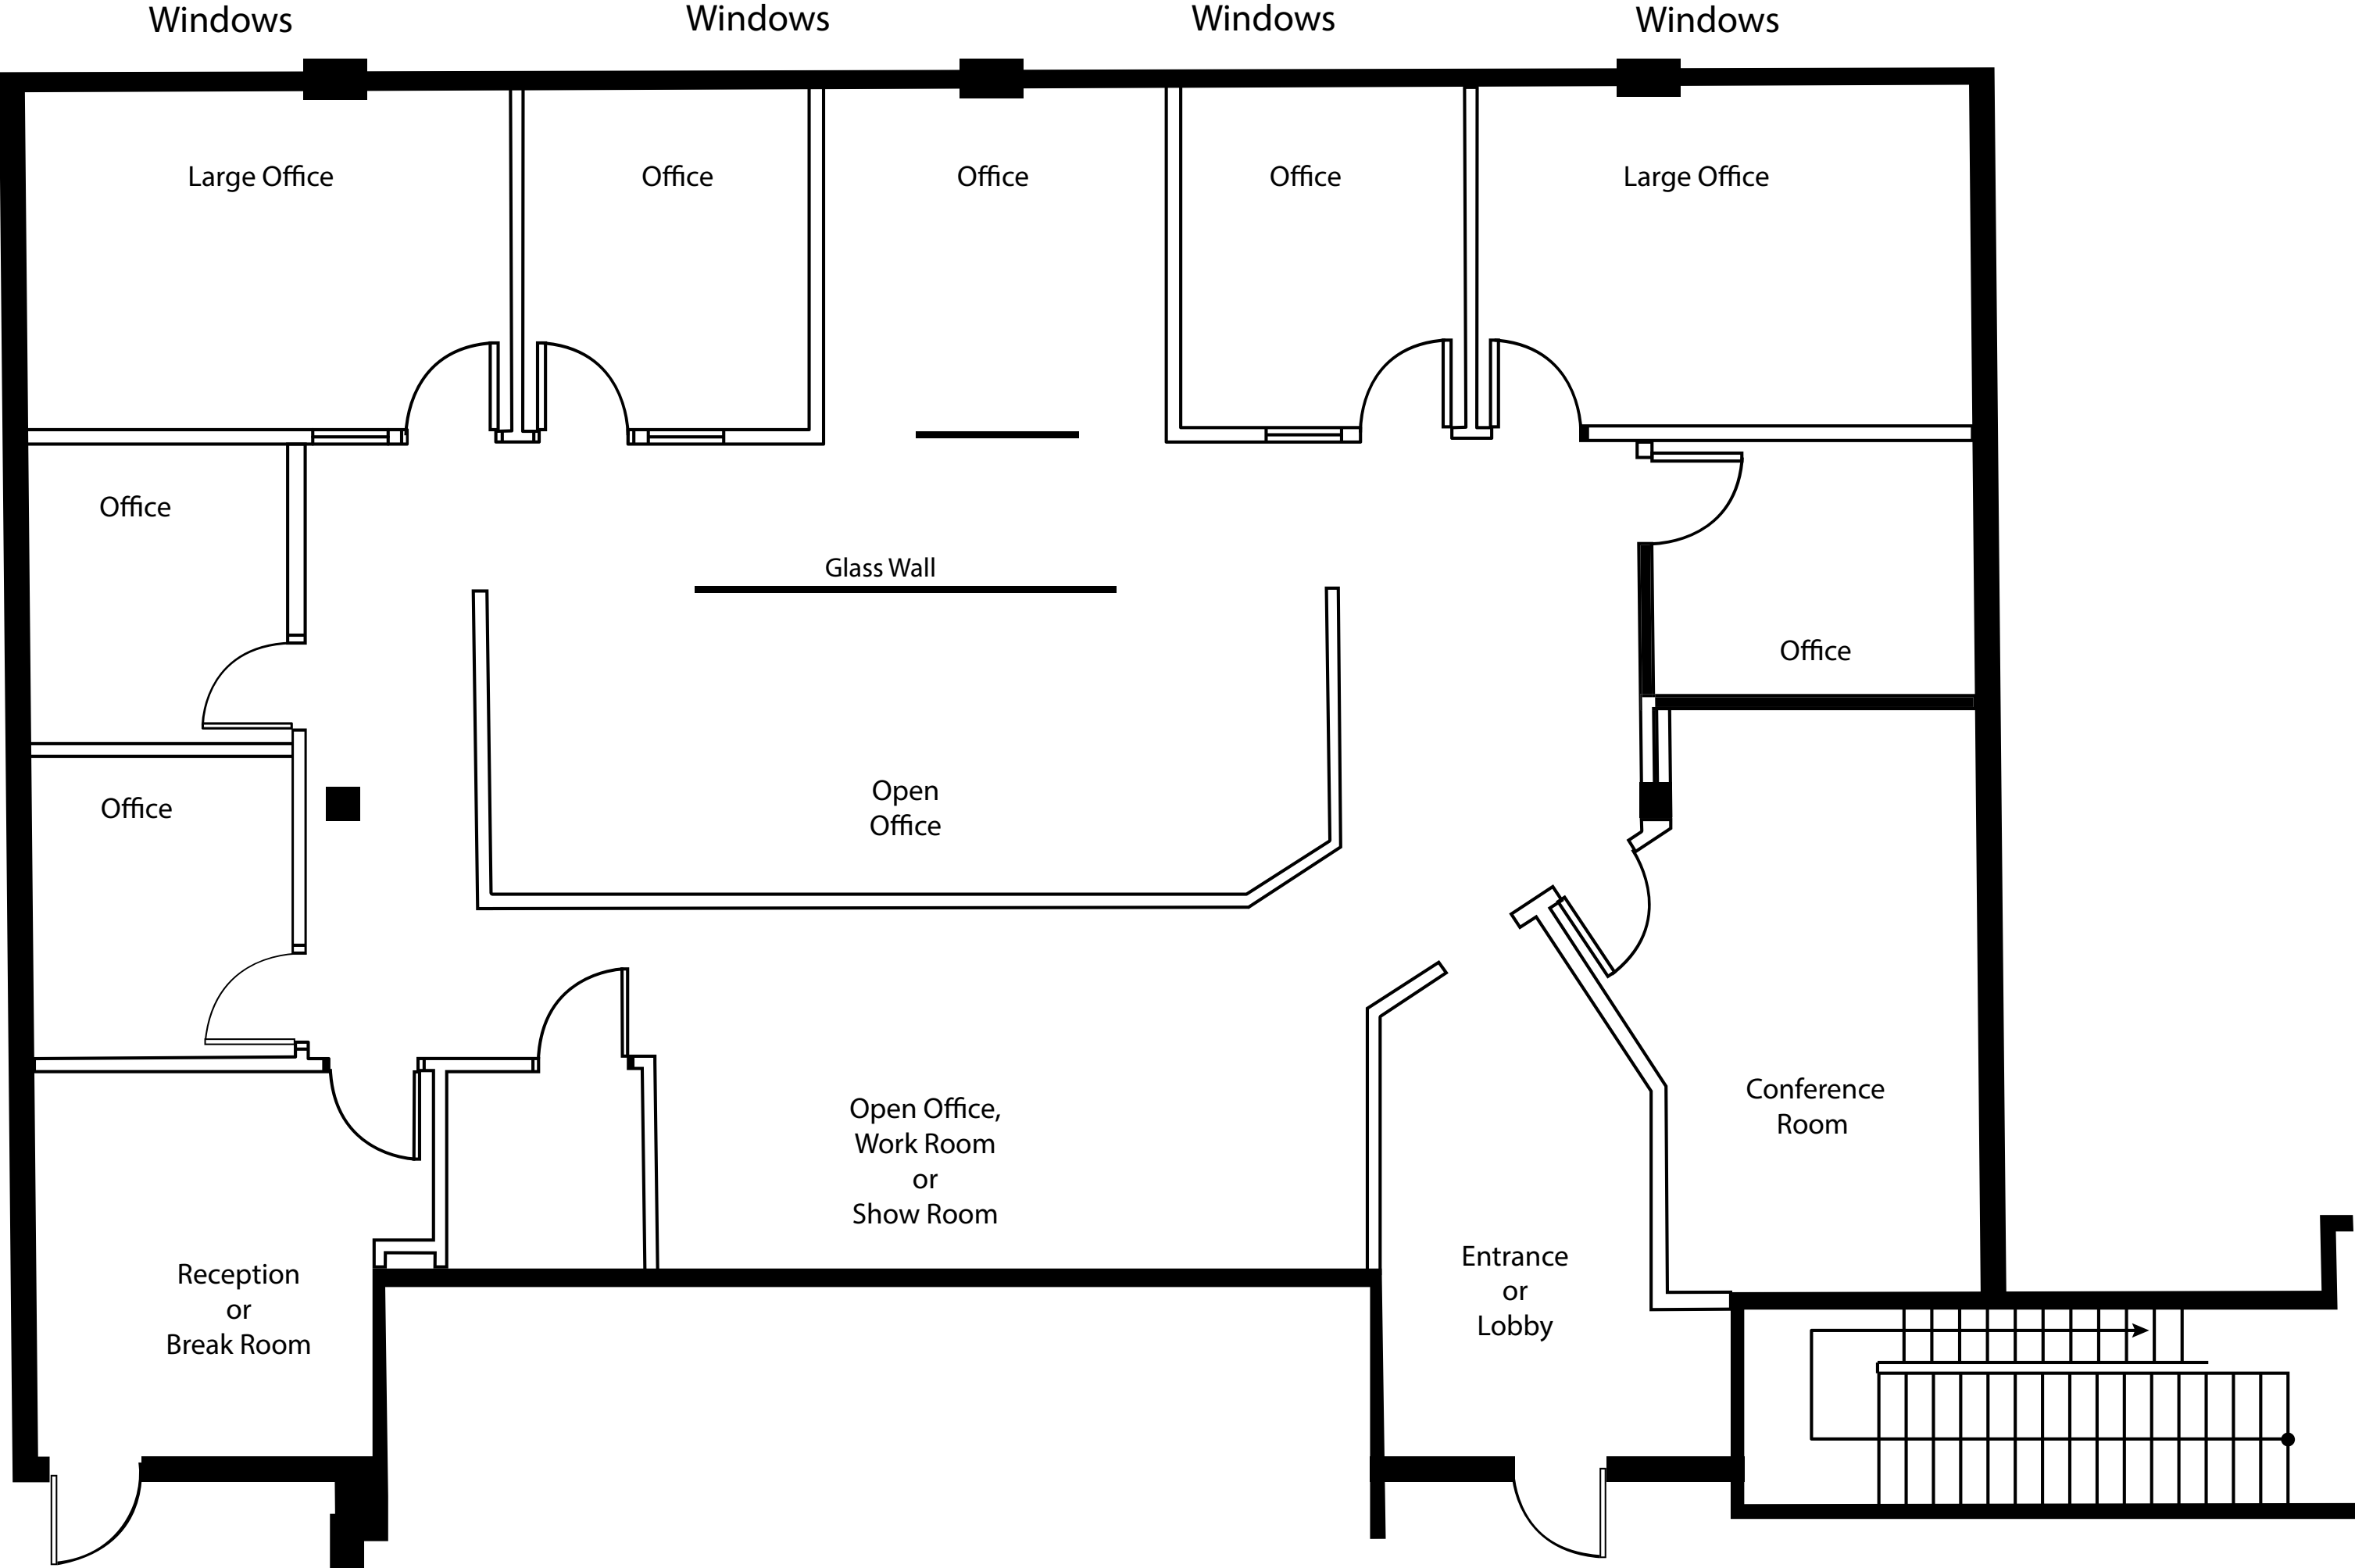 Windows
Windows
Windows
Windows
Large Office
Office
Office
Office
Large Office
Office
Glass Wall
Office
Open
Office
Office
Open Office,
Work Room
or
Show Room
Conference
Room
Reception
or
Break Room
Entrance
or
Lobby